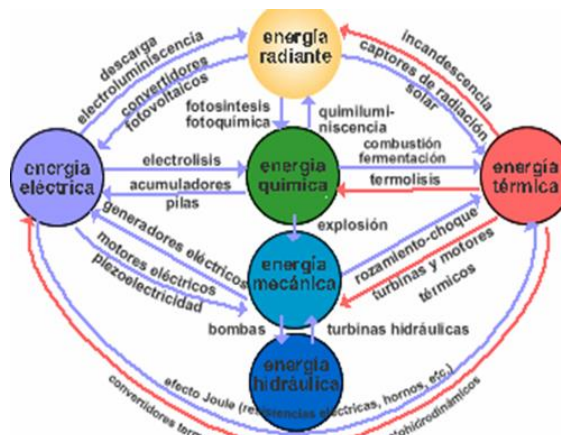 energía
radiante
descarga
electroluminiscencia
convertidores
fotovoltaicos
incandescencia
captores de radiación
solar
fotosintesis
fotoquímica
quimilumi-
niscencia
energía
eléctrica
electrolisis
acumuladores
pilas
energía
química
combustión
fermentación
termolisis
energía
térmica
explosión
generadores eléctricos
motores eléctricos
piezoelectricidad
energía
mecánica
rozamiento-choque
turbinas y motores
térmicos
bombas
turbinas hidráulicas
energía
hidráulica
efecto Joule (resistencias eléctricas, hornos, etc.)
convertidores